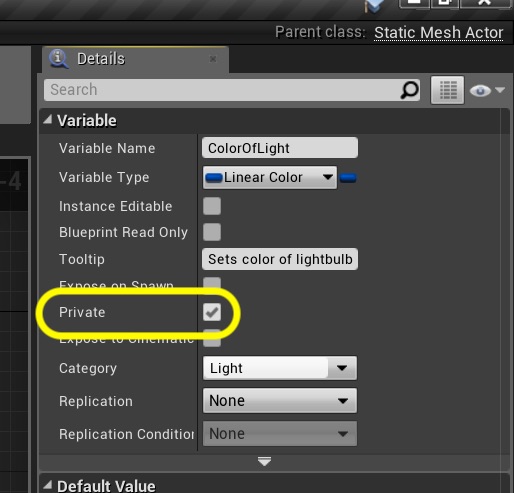 Parent class: Static Mesh Actor
Details
Search
Variable
Variable Name ColorOfLight
Variable Type Linear Color
Instance Editable
Blueprint Read Only
Tooltip Sets color of lightbulb
Expose on Spawn
Private
Expose to Cinematic
Category Light
Replication None
Replication Condition None
Default Value
-4